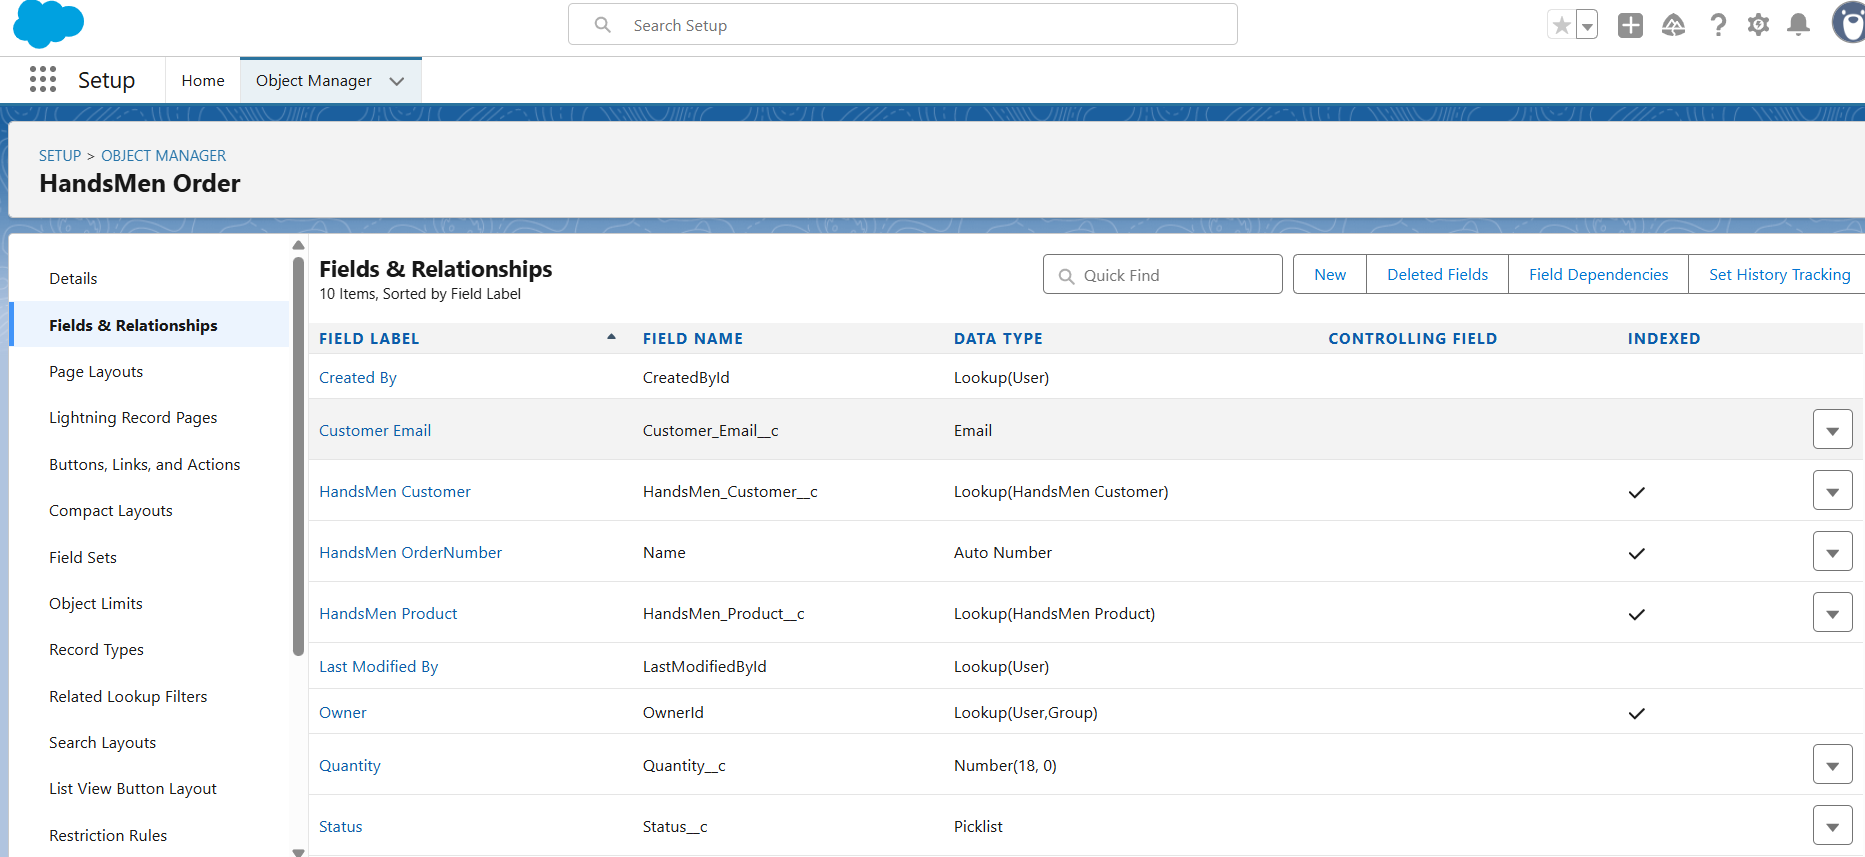 Search Setup
Setup
Home
Object Manager
SETUP > OBJECT MANAGER
HandsMen Order
Details
Fields & Relationships
Page Layouts
Lightning Record Pages
Buttons, Links, and Actions
Compact Layouts
Field Sets
Object Limits
Record Types
Related Lookup Filters
Search Layouts
List View Button Layout
Restriction Rules
Fields & Relationships
10 Items, Sorted by Field Label
Quick Find
New
Deleted Fields
Field Dependencies
Set History Tracking
FIELD LABEL FIELD NAME DATA TYPE CONTROLLING FIELD INDEXED
Created By CreatedById Lookup(User)
Customer Email Customer_Email__c Email
HandsMen Customer HandsMen_Customer__c Lookup(HandsMen Customer)
HandsMen OrderNumber Name Auto Number
HandsMen Product HandsMen_Product__c Lookup(HandsMen Product)
Last Modified By LastModifiedById Lookup(User)
Owner OwnerId Lookup(User,Group)
Quantity Quantity__c Number(18, 0)
Status Status__c Picklist